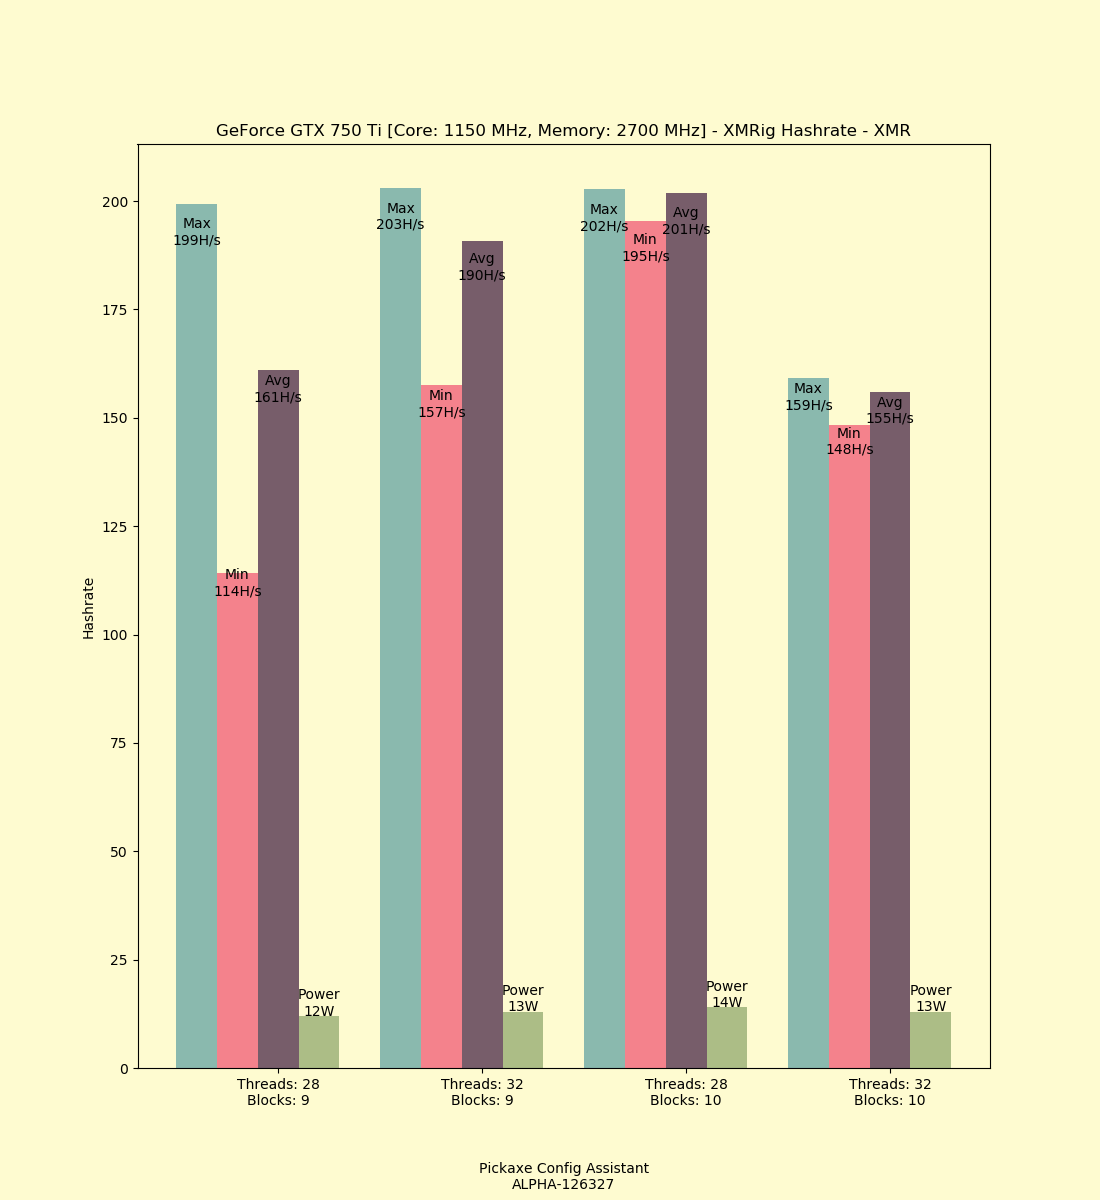 GeForce GTX 750 Ti [Core: 1150 MHz, Memory: 2700 MHz] - XMRig Hashrate - XMR
Hashrate
200
175
150
125
100
75
50
25
0
Max
199H/s
Min
114H/s
Avg
161H/s
Power
12W
Max
203H/s
Min
157H/s
Avg
190H/s
Power
13W
Max
202H/s
Min
195H/s
Avg
201H/s
Power
14W
Max
159H/s
Min
148H/s
Avg
155H/s
Power
13W
Threads: 28
Blocks: 9
Threads: 32
Blocks: 9
Threads: 28
Blocks: 10
Threads: 32
Blocks: 10
Pickaxe Config Assistant
ALPHA-126327